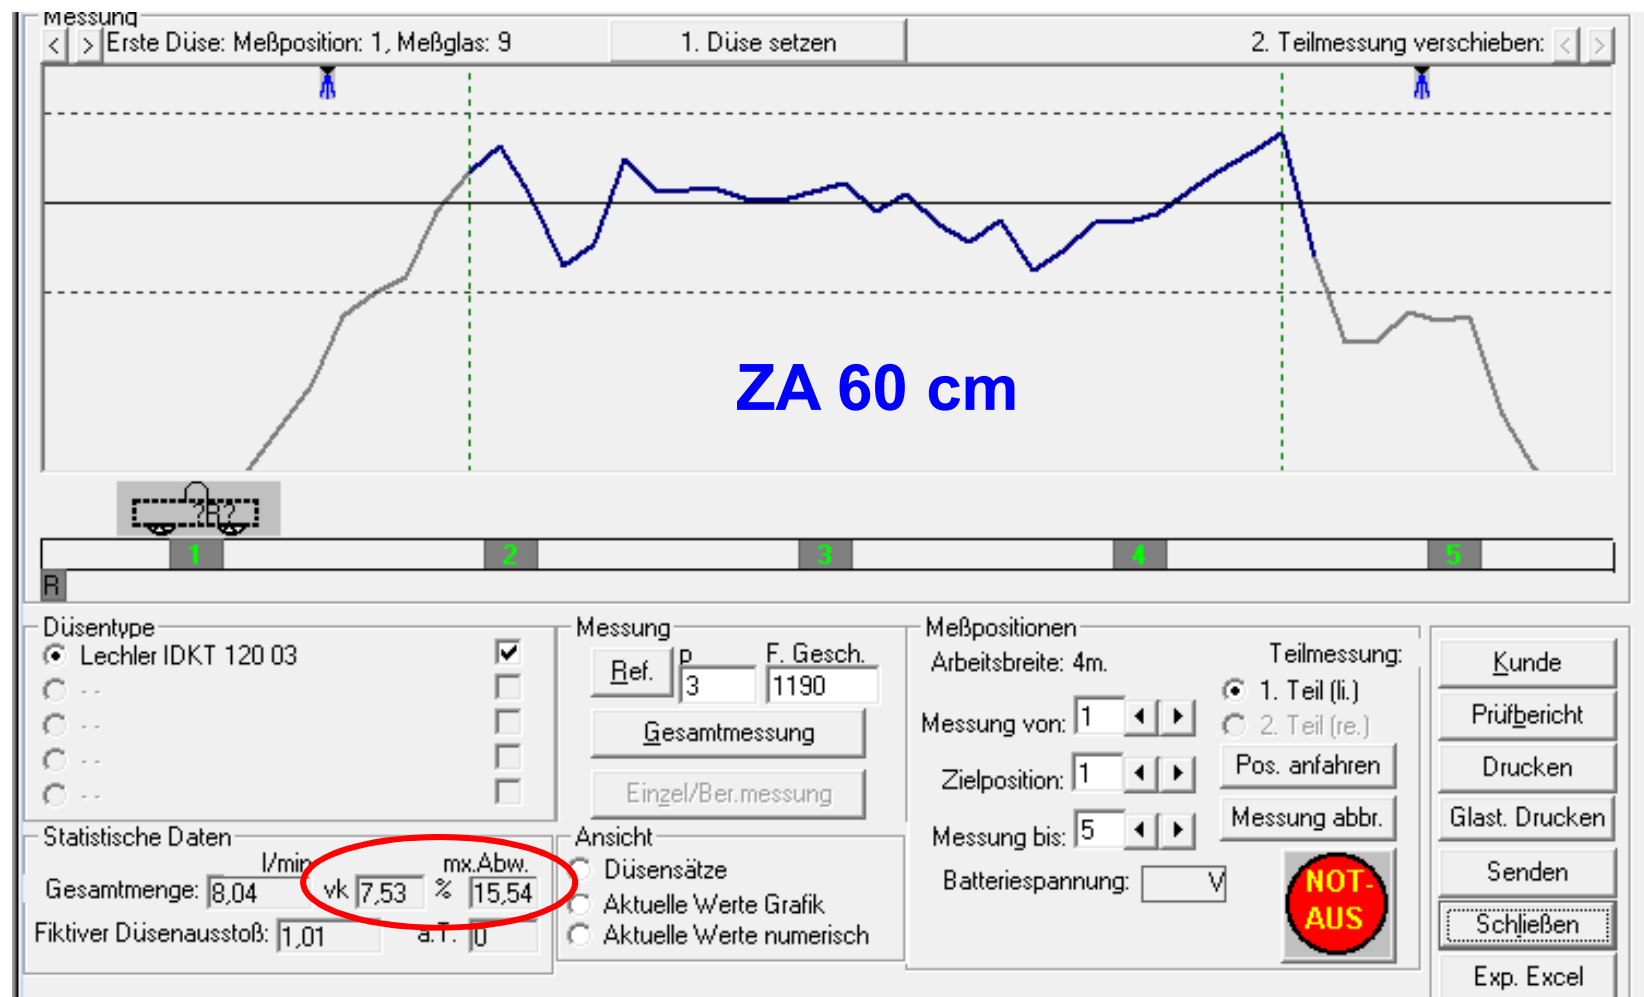 Messung
< > Erste Düse: Meßposition: 1, Meßglas: 9
1. Düse setzen
2. Teilmessung verschieben: < >
ZA 60 cm
?R?
1 2 3 4 5
R
Düsentype
Lechler IDKT 120 03
- -
- -
- -
- -
Messung
Ref.
p
3
F. Gesch.
1190
Gesamtmessung
Einzel/Ber.messung
Meßpositionen
Arbeitsbreite: 4m.
Teilmessung:
1. Teil (li.)
2. Teil (re.)
Messung von: 1
Zielposition: 1
Pos. anfahren
Messung bis: 5
Messung abbr.
Batteriespannung: V
NOT-
AUS
Kunde
Prüfbericht
Drucken
Glast. Drucken
Senden
Schließen
Exp. Excel
Statistische Daten
l/min
mx.Abw.
Gesamtmenge: 8,04
vk 7,53 % 15,54
Fiktiver Düsenausstoß: 1,01
a.T. 0
Ansicht
Düsensätze
Aktuelle Werte Grafik
Aktuelle Werte numerisch